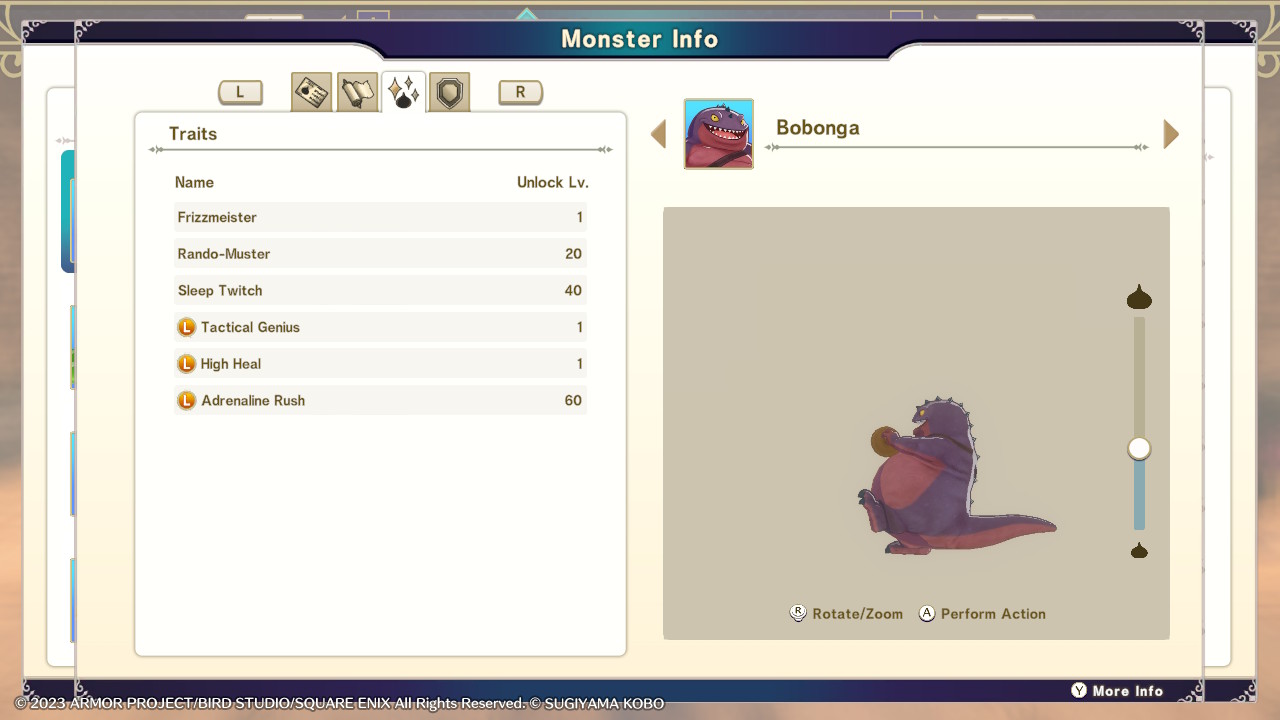 Monster Info
L
R
Traits
Name Unlock Lv.
Frizzmeister 1
Rando-Muster 20
Sleep Twitch 40
L Tactical Genius 1
L High Heal 1
L Adrenaline Rush 60
Bobonga
R Rotate/Zoom A Perform Action
Y More Info
© 2023 ARMOR PROJECT/BIRD STUDIO/SQUARE ENIX All Rights Reserved. © SUGIYAMA KOBO